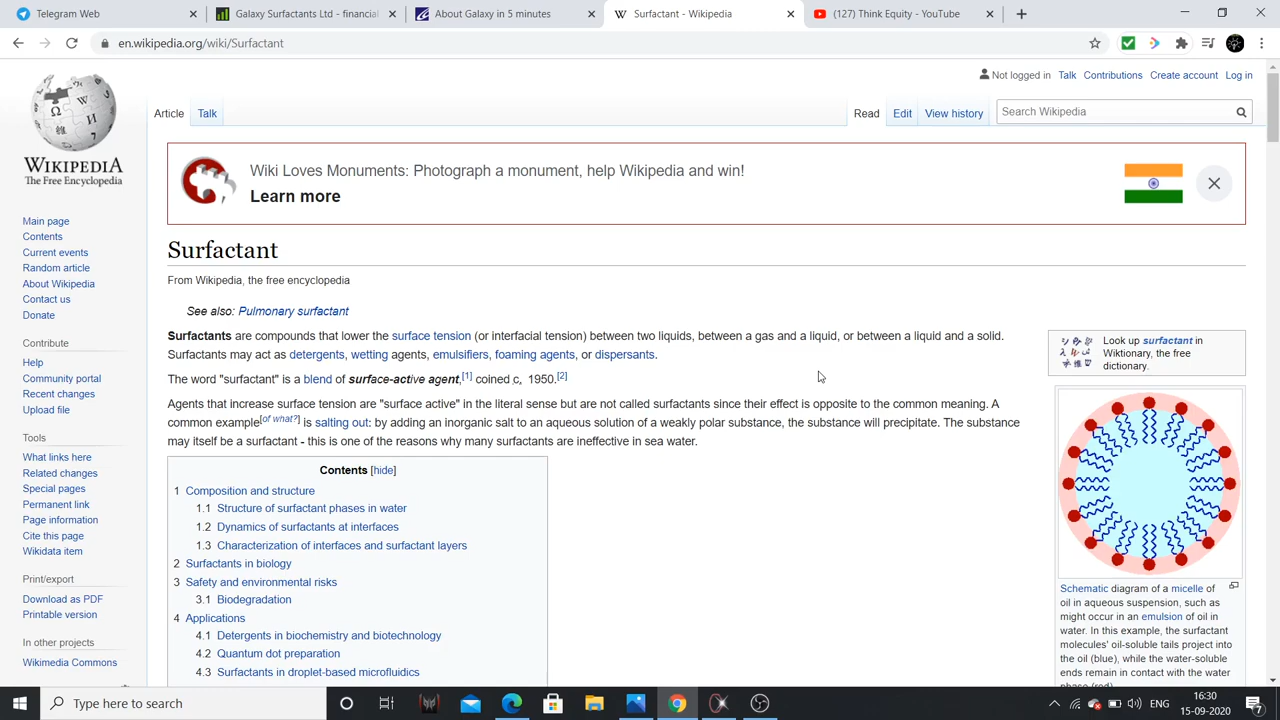 Telegram Web
Galaxy Surfactants Ltd - financial
About Galaxy in 5 minutes
Surfactant - Wikipedia
(127) Think Equity - YouTube
en.wikipedia.org/wiki/Surfactant
Not logged in Talk Contributions Create account Log in
Article Talk
Read Edit View history
Search Wikipedia
WIKIPEDIA
The Free Encyclopedia
Main page
Contents
Current events
Random article
About Wikipedia
Contact us
Donate
Contribute
Help
Community portal
Recent changes
Upload file
Tools
What links here
Related changes
Special pages
Permanent link
Page information
Cite this page
Wikidata item
Print/export
Download as PDF
Printable version
In other projects
Wikimedia Commons
Wiki Loves Monuments: Photograph a monument, help Wikipedia and win!
Learn more
Surfactant
From Wikipedia, the free encyclopedia
See also: Pulmonary surfactant
Surfactants are compounds that lower the surface tension (or interfacial tension) between two liquids, between a gas and a liquid, or between a liquid and a solid.
Surfactants may act as detergents, wetting agents, emulsifiers, foaming agents, or dispersants.
The word "surfactant" is a blend of surface-active agent,[1] coined c. 1950.[2]
Agents that increase surface tension are "surface active" in the literal sense but are not called surfactants since their effect is opposite to the common meaning. A
common example[of what?] is salting out: by adding an inorganic salt to an aqueous solution of a weakly polar substance, the substance will precipitate. The substance
may itself be a surfactant - this is one of the reasons why many surfactants are ineffective in sea water.
Contents [hide]
1 Composition and structure
1.1 Structure of surfactant phases in water
1.2 Dynamics of surfactants at interfaces
1.3 Characterization of interfaces and surfactant layers
2 Surfactants in biology
3 Safety and environmental risks
3.1 Biodegradation
4 Applications
4.1 Detergents in biochemistry and biotechnology
4.2 Quantum dot preparation
4.3 Surfactants in droplet-based microfluidics
Look up surfactant in
Wiktionary, the free
dictionary.
Schematic diagram of a micelle of
oil in aqueous suspension, such as
might occur in an emulsion of oil in
water. In this example, the surfactant
molecules' oil-soluble tails project into
the oil (blue), while the water-soluble
ends remain in contact with the water
phase (red).
Type here to search
ENG
16:30
15-09-2020
7